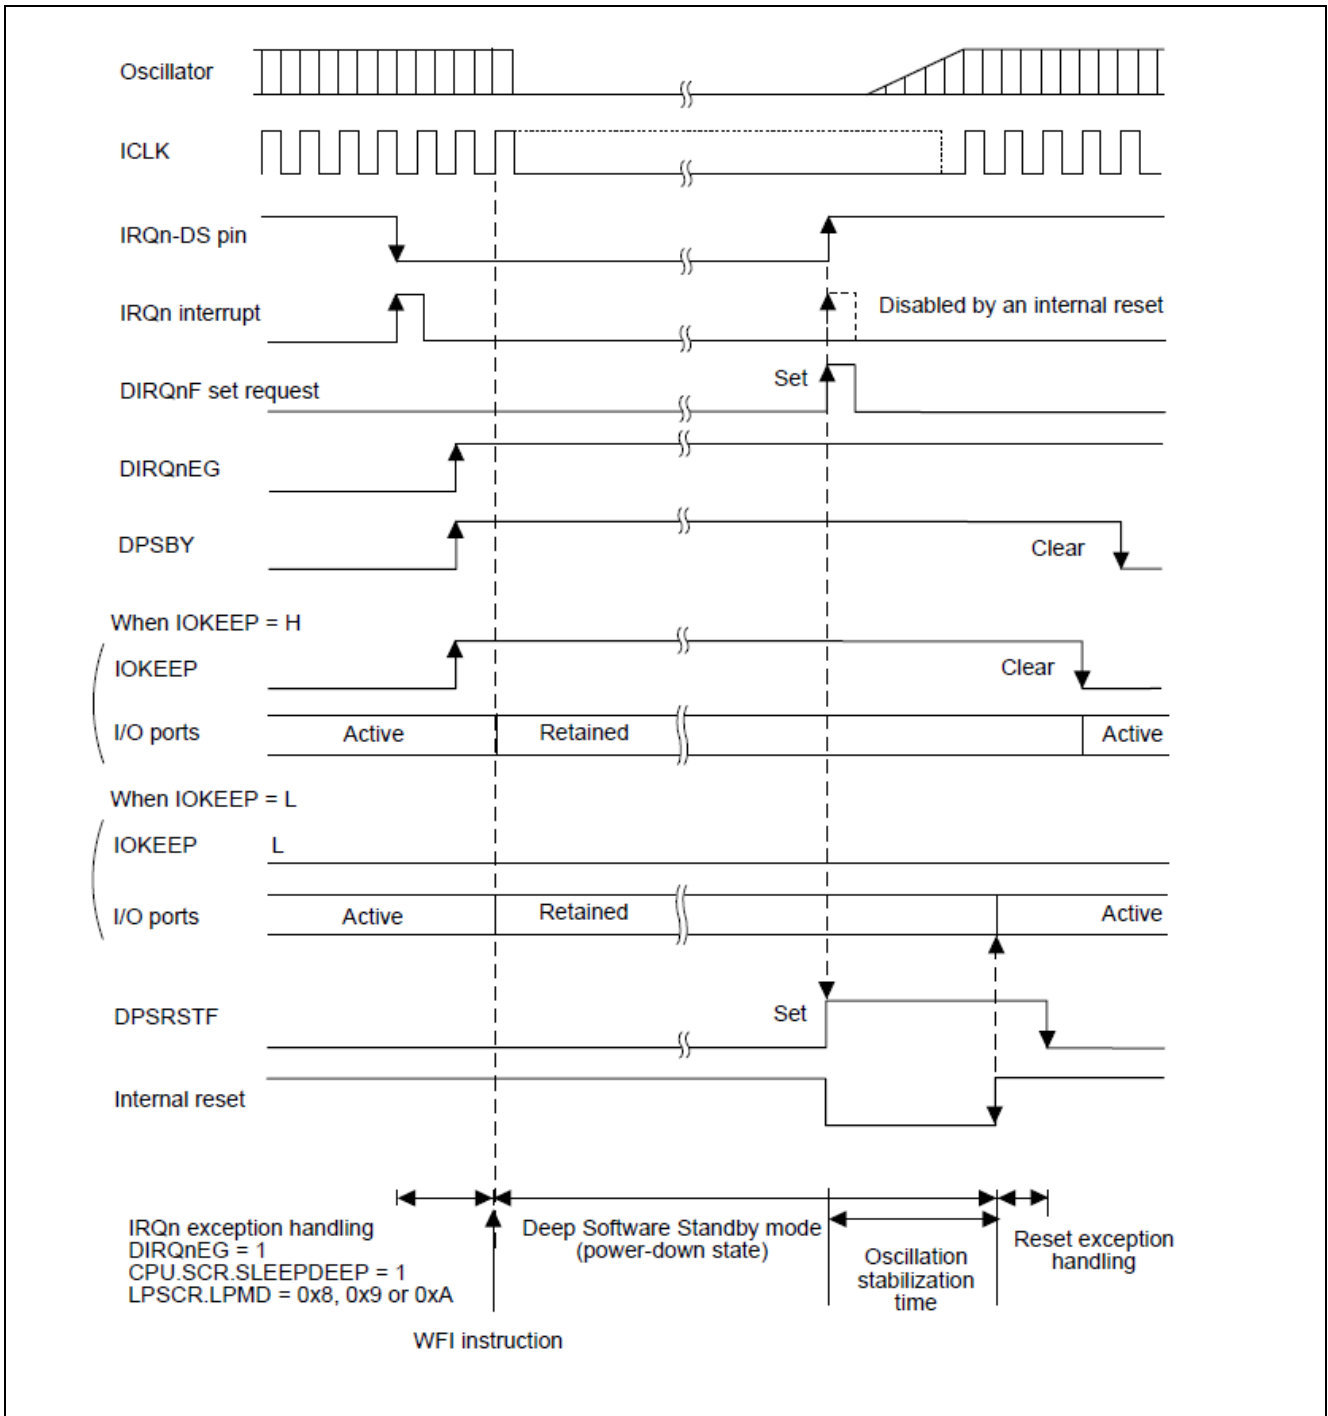 Oscillator
ICLK
IRQn-DS pin
IRQn interrupt
Disabled by an internal reset
DIRQnF set request
Set
DIRQnEG
DPSBY
Clear
When IOKEEP = H
IOKEEP
Clear
I/O ports
Active
Retained
Active
When IOKEEP = L
IOKEEP
L
I/O ports
Active
Retained
Active
DPSRSTF
Set
Internal reset
IRQn exception handling
DIRQnEG = 1
CPU.SCR.SLEEPDEEP = 1
LPSCR.LPMD = 0x8, 0x9 or 0xA
WFI instruction
Deep Software Standby mode
(power-down state)
Oscillation
stabilization
time
Reset exception
handling